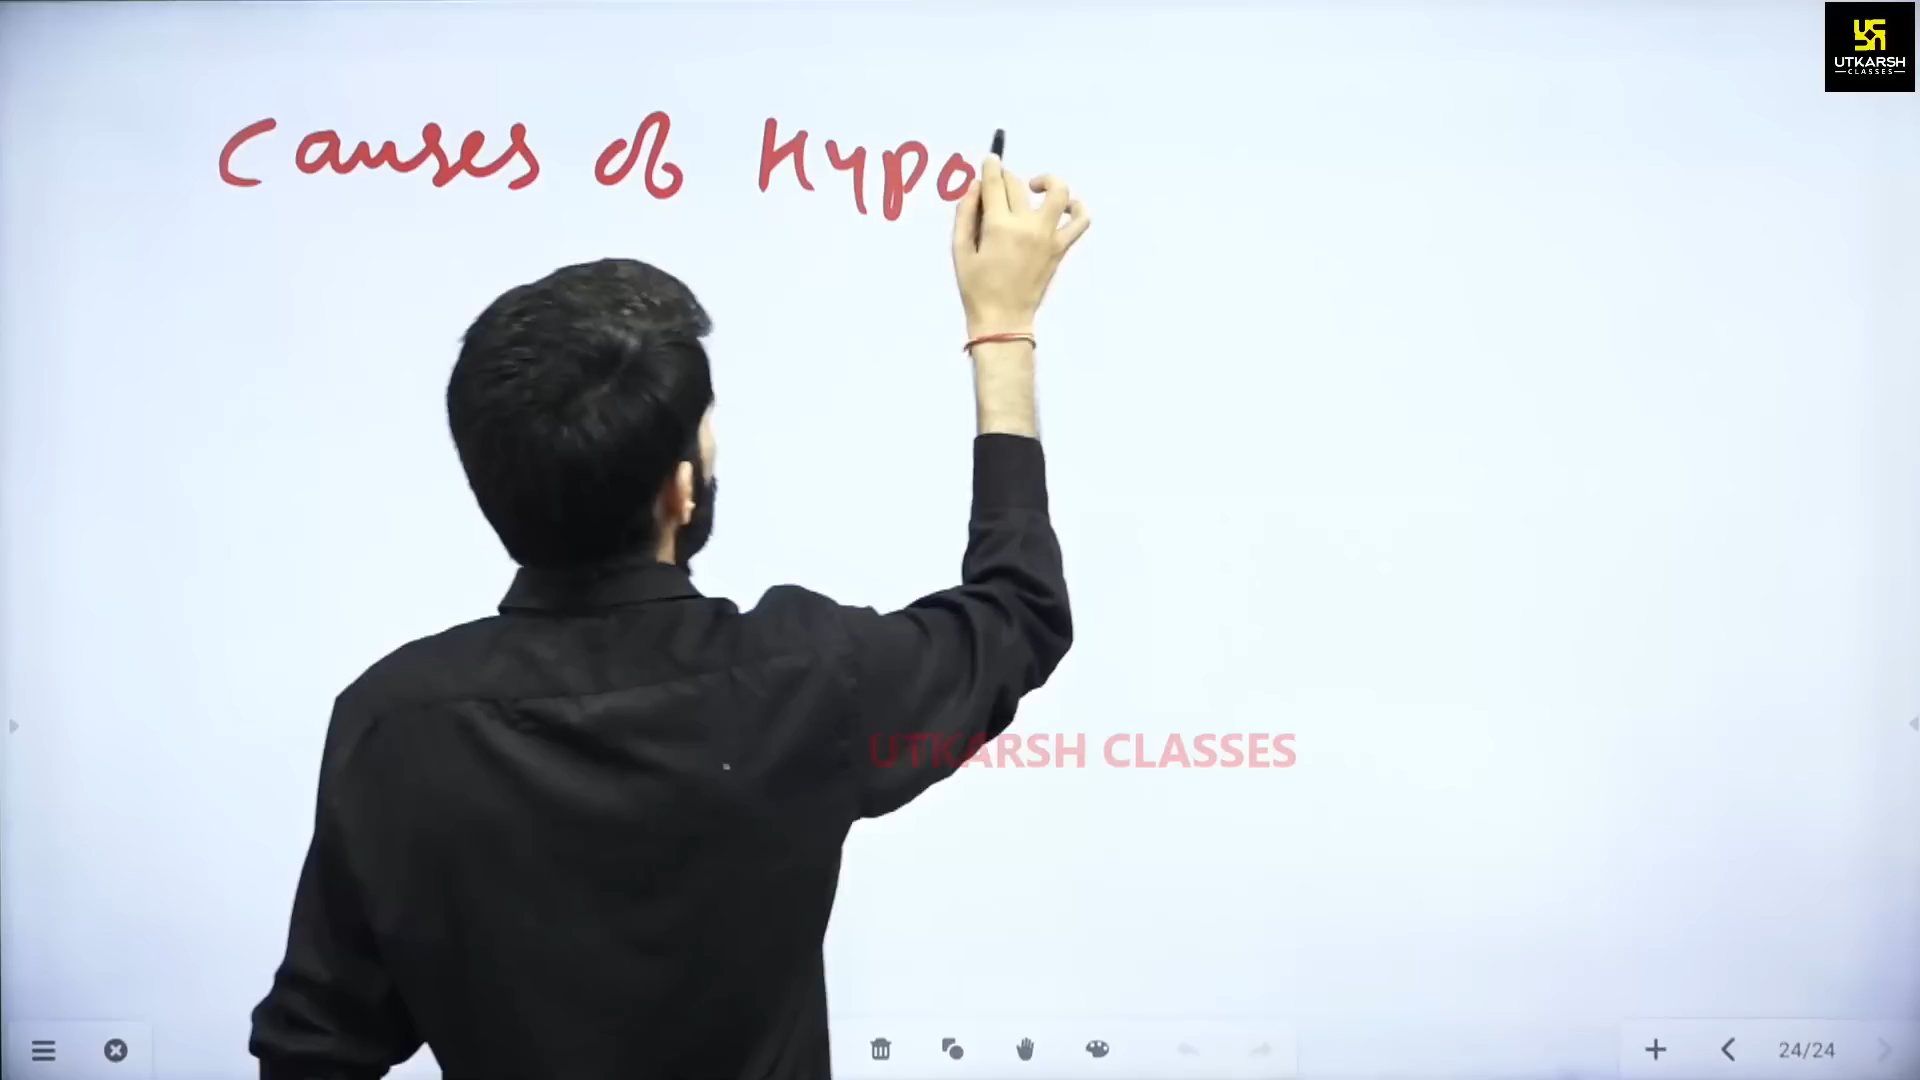 UTKARSH
CLASSES
Causes of Hypo
UTKARSH CLASSES
24/24